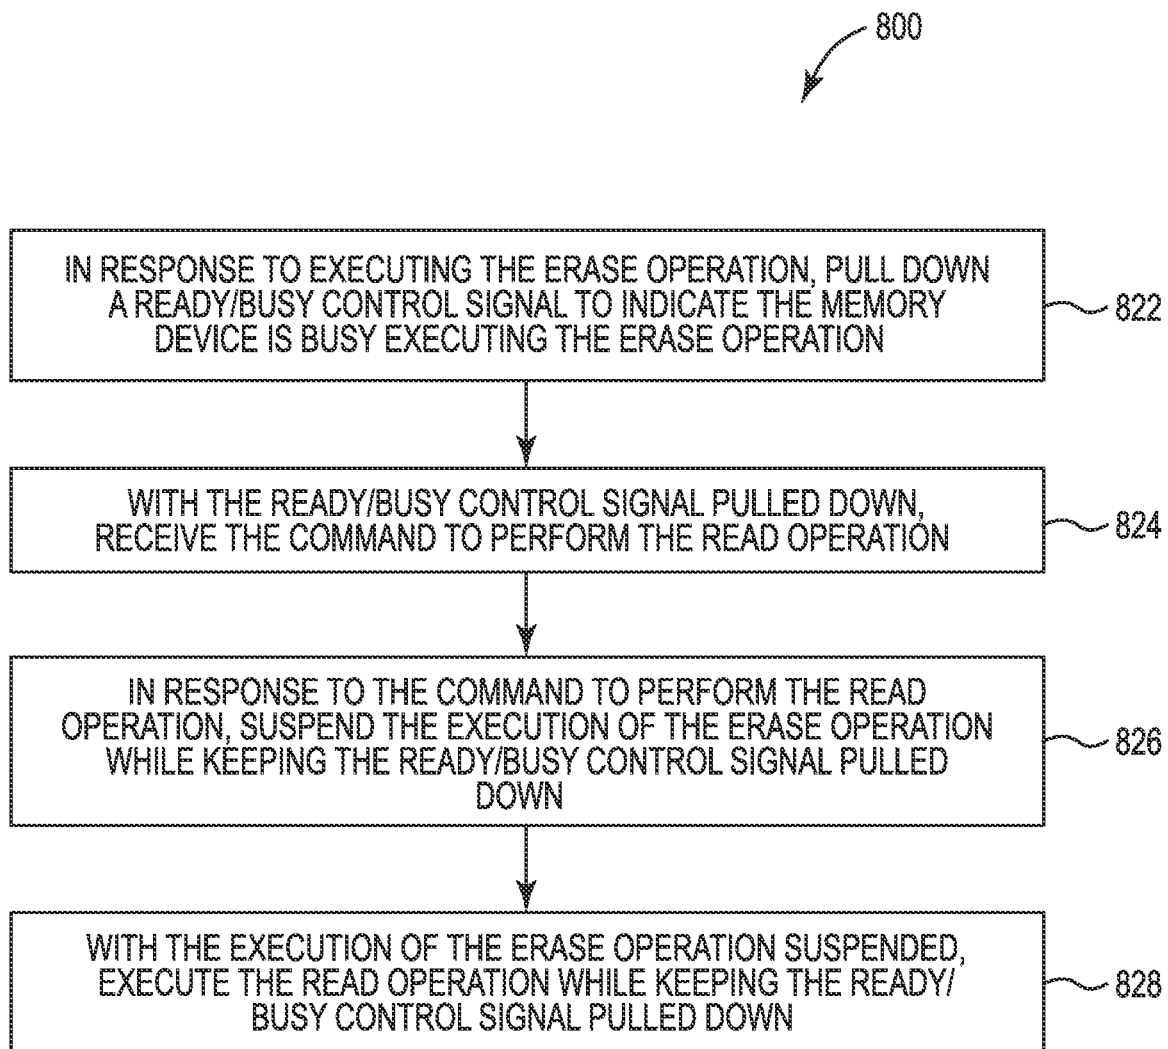 800
IN RESPONSE TO EXECUTING THE ERASE OPERATION, PULL DOWN
A READY/BUSY CONTROL SIGNAL TO INDICATE THE MEMORY
DEVICE IS BUSY EXECUTING THE ERASE OPERATION
822
WITH THE READY/BUSY CONTROL SIGNAL PULLED DOWN,
RECEIVE THE COMMAND TO PERFORM THE READ OPERATION
824
IN RESPONSE TO THE COMMAND TO PERFORM THE READ
OPERATION, SUSPEND THE EXECUTION OF THE ERASE OPERATION
WHILE KEEPING THE READY/BUSY CONTROL SIGNAL PULLED
DOWN
826
WITH THE EXECUTION OF THE ERASE OPERATION SUSPENDED,
EXECUTE THE READ OPERATION WHILE KEEPING THE READY/
BUSY CONTROL SIGNAL PULLED DOWN
828